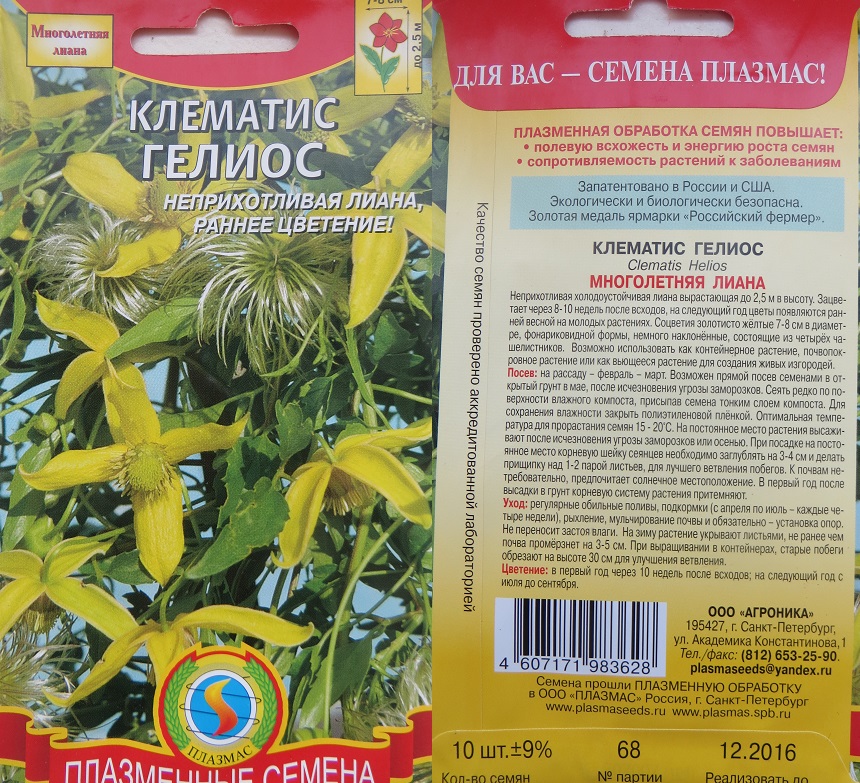 Многолетняя
лиана
7-8 см
до 2,5 м
КЛЕМАТИС
ГЕЛИОС
НЕПРИХОТЛИВАЯ ЛИАНА,
РАННЕЕ ЦВЕТЕНИЕ!
ПЛАЗМАС
ПЛАЗМЕННЫЕ СЕМЕНА
ДЛЯ ВАС – СЕМЕНА ПЛАЗМАС!
ПЛАЗМЕННАЯ ОБРАБОТКА СЕМЯН ПОВЫШАЕТ:
• полевую всхожесть и энергию роста семян
• сопротивляемость растений к заболеваниям
Запатентовано в России и США.
Экологически и биологически безопасна.
Золотая медаль ярмарки «Российский фермер».
Качество семян проверено аккредитованной лабораторией
КЛЕМАТИС ГЕЛИОС
Clematis Helios
МНОГОЛЕТНЯЯ ЛИАНА
Неприхотливая холодоустойчивая лиана вырастающая до 2,5 м в высоту. Зацве-
тает через 8-10 недель после всходов, на следующий год цветы появляются ран-
ней весной на молодых растениях. Соцветия золотисто жёлтые 7-8 см в диамет-
ре, фонариковидной формы, немного наклонённые, состоящие из четырёх ча-
шелистников. Возможно использовать как контейнерное растение, почвопок-
ровное растение или как вьющееся растение для создания живых изгородей.
Посев: на рассаду – февраль – март. Возможен прямой посев семенами в от-
крытый грунт в мае, после исчезновения угрозы заморозков. Сеять редко по по-
верхности влажного компоста, присыпав семена тонким слоем компоста. Для
сохранения влажности закрыть полиэтиленовой плёнкой. Оптимальная темпе-
ратура для прорастания семян 15 - 20°С. На постоянное место растения высажи-
вают после исчезновения угрозы заморозков или осенью. При посадке на посто-
янное место корневую шейку сеянцев необходимо заглублять на 3-4 см и делать
прищипку над 1-2 парой листьев, для лучшего ветвления побегов. К почвам не-
требовательно, предпочитает солнечное местоположение. В первый год после
высадки в грунт корневую систему растения притемняют.
Уход: регулярные обильные поливы, подкормки (с апреля по июль – каждые че-
тыре недели), рыхление, мульчирование почвы и обязательно – установка опор.
Не переносит застоя влаги. На зиму растение укрывают листьями, не ранее чем
почва промёрзнет на 3-5 см. При выращивании в контейнерах, старые побеги
обрезают на высоте 30 см для улучшения ветвления.
Цветение: в первый год через 10 недель после всходов; на следующий год с
июля до сентября.
4 607171 983628
ООО «АГРОНИКА»
195427, г. Санкт-Петербург,
ул. Академика Константинова,1
Тел./факс: (812) 653-25-90.
plasmaseeds@yandex.ru
Семена прошли ПЛАЗМЕННУЮ ОБРАБОТКУ
в ООО «ПЛАЗМАС» Россия, г. Санкт-Петербург
www.plasmaseeds.ru www.plasmas.spb.ru
10 шт.±9% 68 12.2016
Кол-во семян № партии Реализовать до